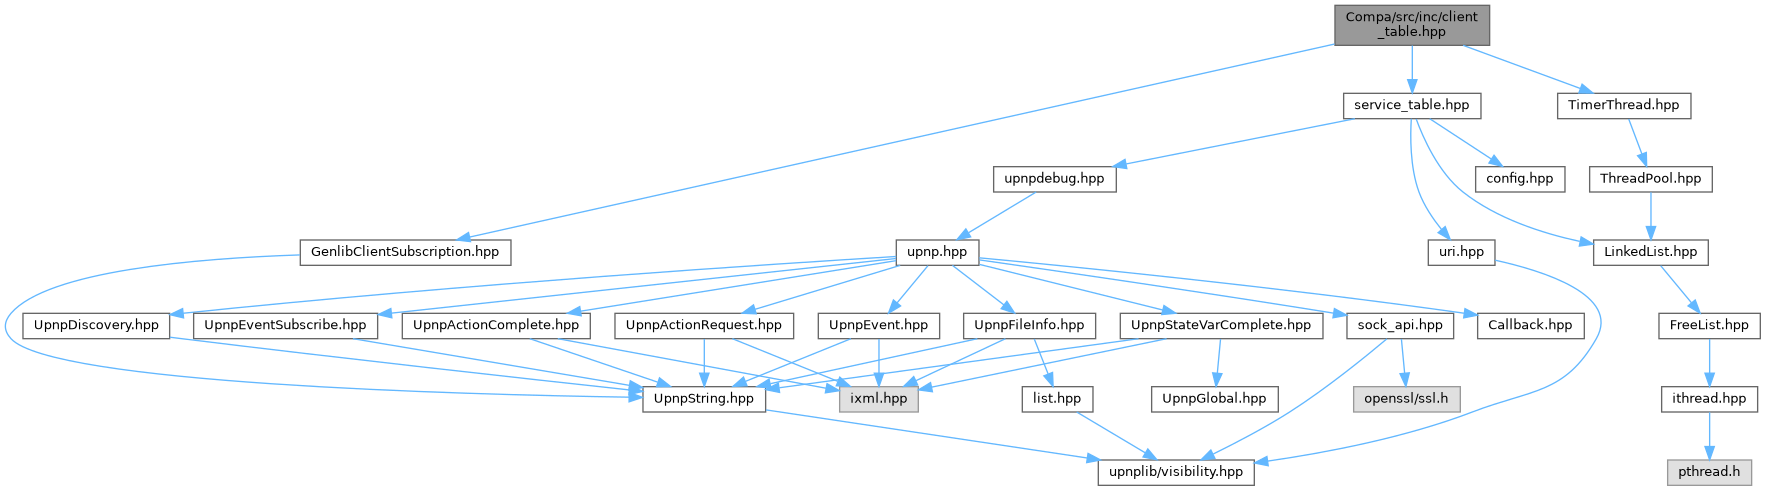 Compa/src/inc/client
_table.hpp
service_table.hpp
TimerThread.hpp
upnpdebug.hpp
config.hpp
ThreadPool.hpp
GenlibClientSubscription.hpp
upnp.hpp
uri.hpp
LinkedList.hpp
UpnpDiscovery.hpp
UpnpEventSubscribe.hpp
UpnpActionComplete.hpp
UpnpActionRequest.hpp
UpnpEvent.hpp
UpnpFileInfo.hpp
UpnpStateVarComplete.hpp
sock_api.hpp
Callback.hpp
FreeList.hpp
UpnpString.hpp
ixml.hpp
list.hpp
UpnpGlobal.hpp
openssl/ssl.h
ithread.hpp
upnplib/visibility.hpp
pthread.h